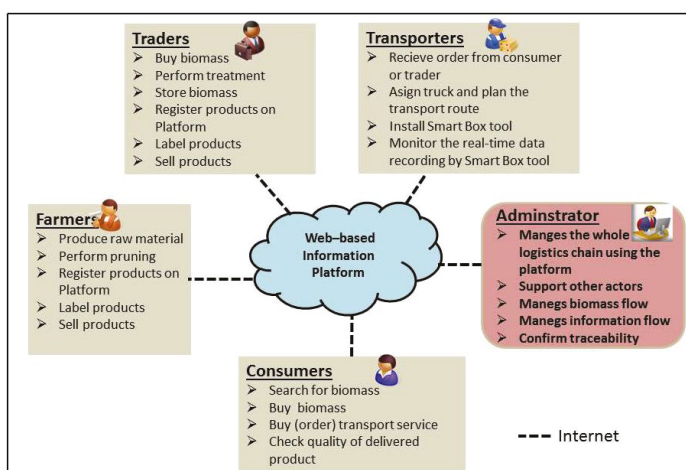 Traders
➢ Buy biomass
➢ Perform treatment
➢ Store biomass
➢ Register products on
Platform
➢ Label products
➢ Sell products
Transporters
➢ Recieve order from consumer
or trader
➢ Asign truck and plan the
transport route
➢ Install Smart Box tool
➢ Monitor the real-time data
recording by Smart Box tool
Farmers
➢ Produce raw material
➢ Perform pruning
➢ Register products on
Platform
➢ Label products
➢ Sell products
Web–based
Information
Platform
Adminstrator
➢ Manges the whole
logistics chain using the
platform
➢ Support other actors
➢ Manegs biomass flow
➢ Manegs information flow
➢ Confirm traceability
Consumers
➢ Search for biomass
➢ Buy biomass
➢ Buy (order) transport service
➢ Check quality of delivered
product
Internet